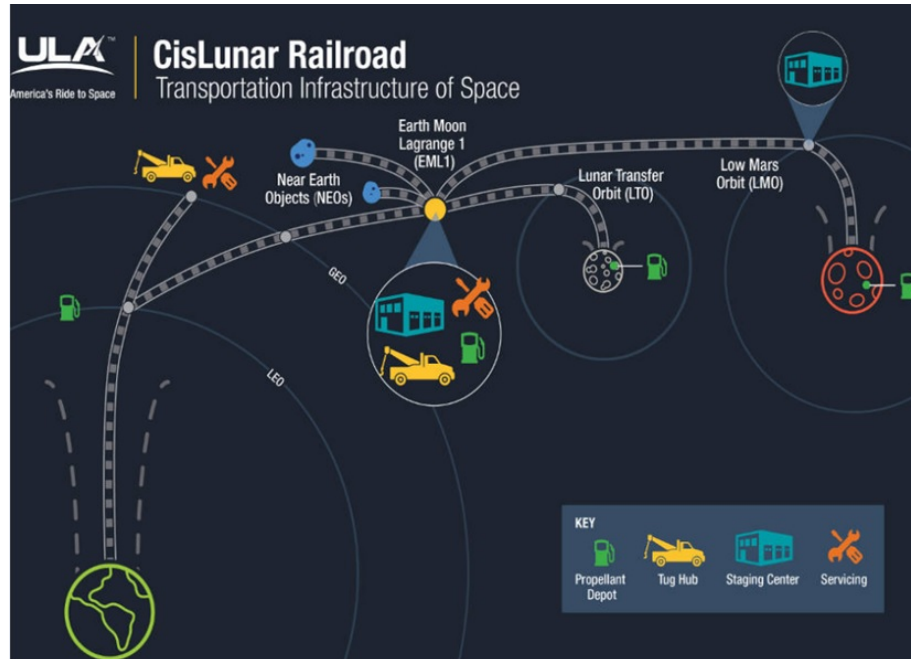 ULA™
America's Ride to Space
CisLunar Railroad
Transportation Infrastructure of Space
Earth Moon
Lagrange 1
(EML1)
Near Earth
Objects (NEOs)
Lunar Transfer
Orbit (LTO)
Low Mars
Orbit (LMO)
GEO
LEO
KEY
Propellant
Depot
Tug Hub
Staging Center
Servicing